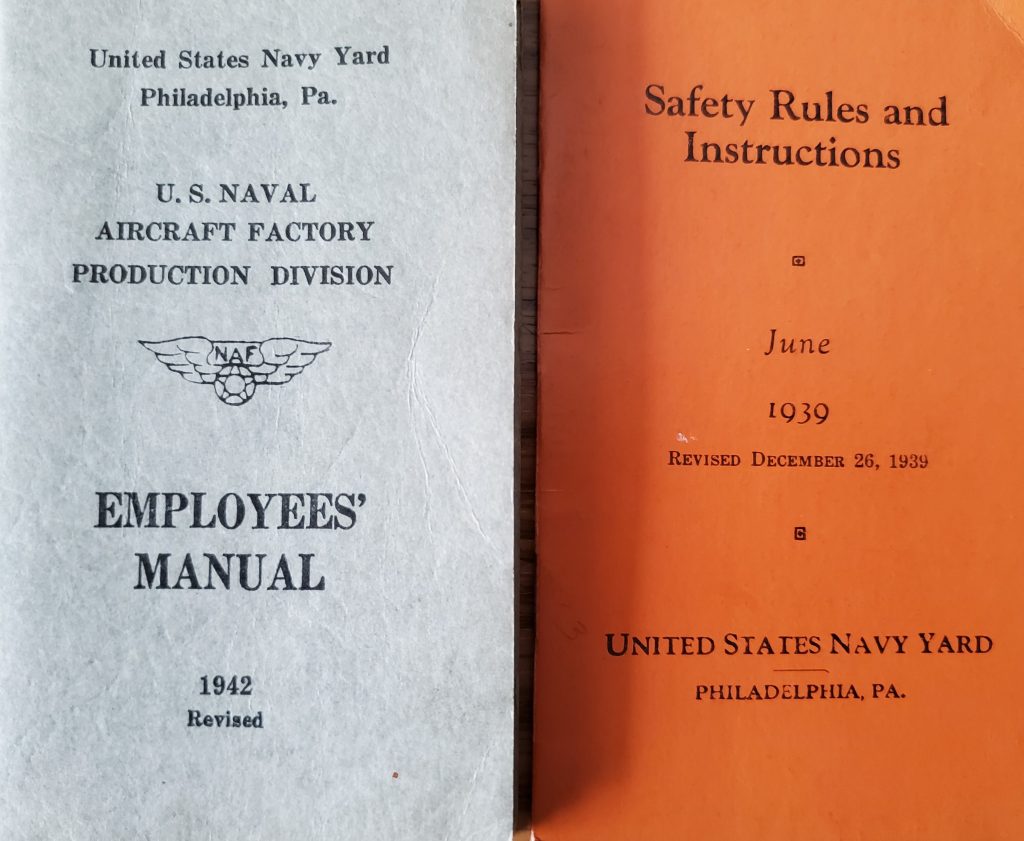 United States Navy Yard
Philadelphia, Pa.
U. S. NAVAL
AIRCRAFT FACTORY
PRODUCTION DIVISION
NAF
EMPLOYEES'
MANUAL
1942
Revised
Safety Rules and
Instructions
June
1939
REVISED DECEMBER 26, 1939
UNITED STATES NAVY YARD
PHILADELPHIA, PA.